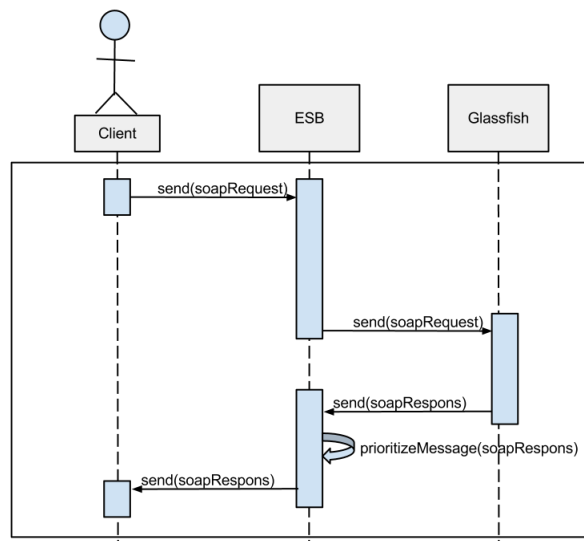 Client
ESB
Glassfish
send(soapRequest)
send(soapRequest)
send(soapRespons)
prioritizeMessage(soapRespons)
send(soapRespons)